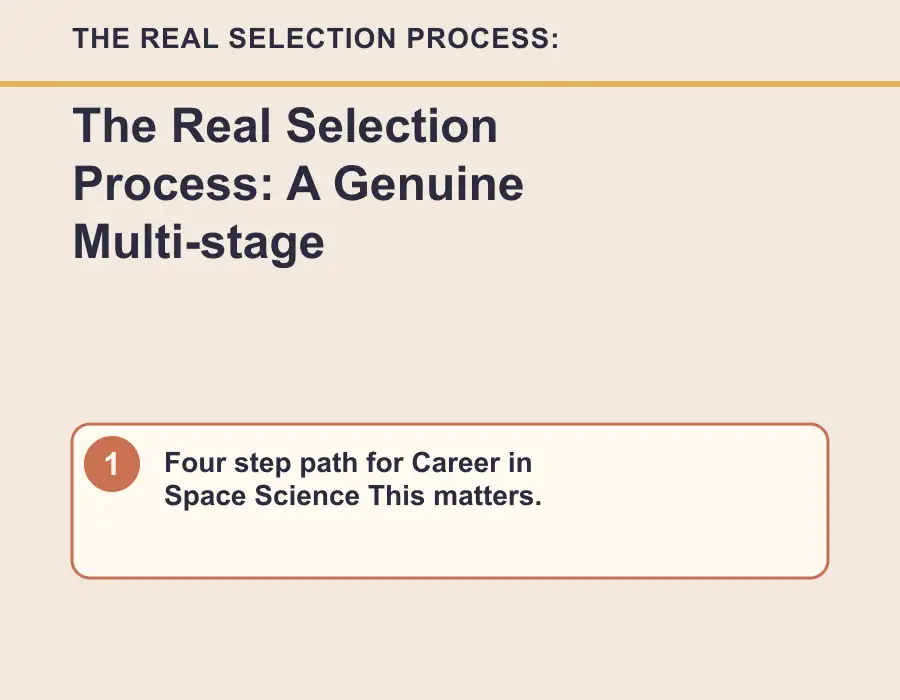 THE REAL SELECTION PROCESS:
The Real Selection
Process: A Genuine
Multi-stage
1
Four step path for Career in
Space Science This matters.